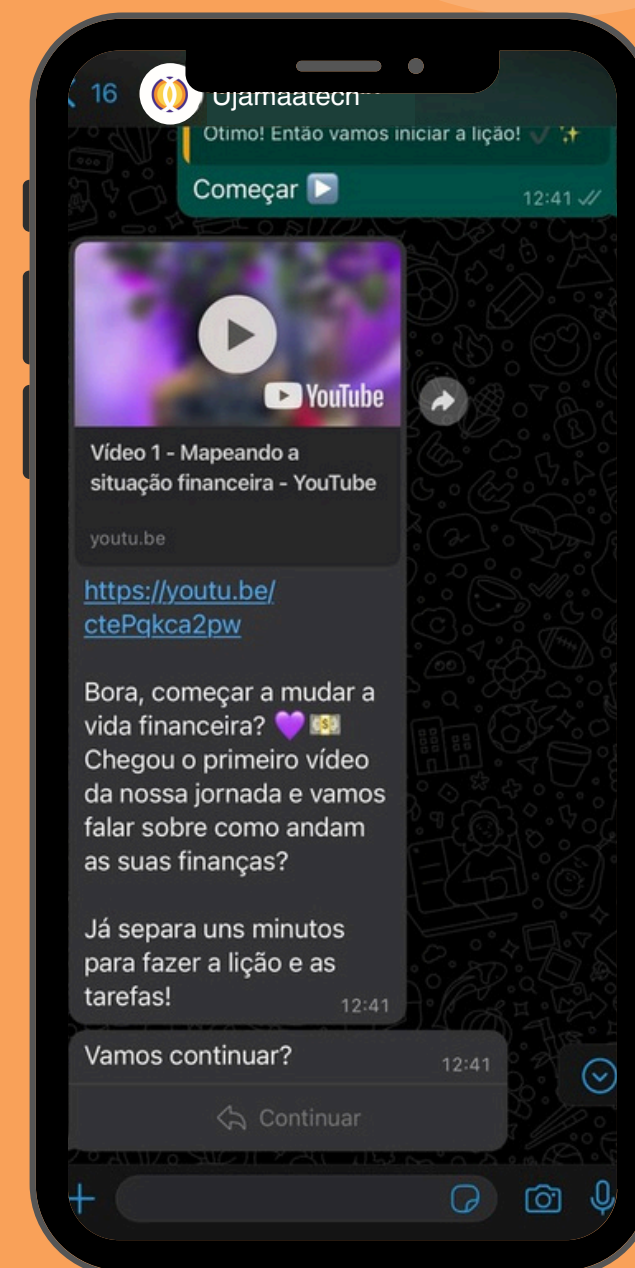 16
Ujamaatech
Otimo! Então vamos iniciar a lição!
Começar
12:41
YouTube
Vídeo 1 - Mapeando a
situação financeira - YouTube
youtu.be
https://youtu.be/
ctePqkca2pw
Bora, começar a mudar a
vida financeira? 💜 💵
Chegou o primeiro vídeo
da nossa jornada e vamos
falar sobre como andam
as suas finanças?
Já separa uns minutos
para fazer a lição e as
tarefas!
12:41
Vamos continuar?
12:41
Continuar